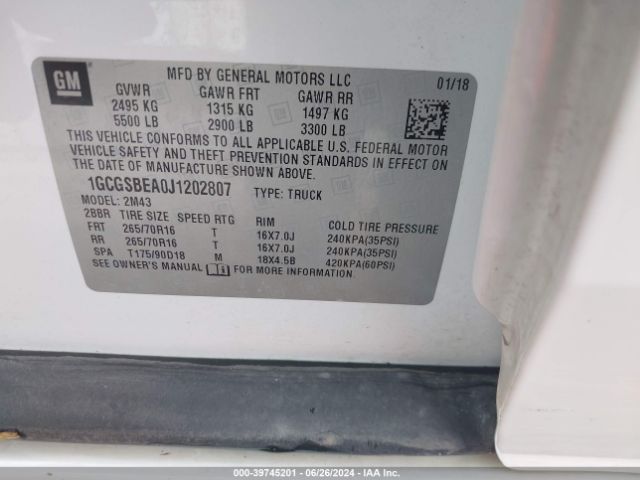 GM
MFD BY GENERAL MOTORS LLC 01/18
GVWR GAWR FRT GAWR RR
2495 KG 1315 KG 1497 KG
5500 LB 2900 LB 3300 LB
THIS VEHICLE CONFORMS TO ALL APPLICABLE U.S. FEDERAL MOTOR
VEHICLE SAFETY AND THEFT PREVENTION STANDARDS IN EFFECT ON
THE DATE OF MANUFACTURE SHOWN ABOVE.
1GCGSBEA0J1202807 TYPE: TRUCK
MODEL: 2M43
2BBR TIRE SIZE SPEED RTG RIM COLD TIRE PRESSURE
FRT 265/70R16 T 16X7.0J 240KPA(35PSI)
RR 265/70R16 T 16X7.0J 240KPA(35PSI)
SPA T175/90D18 M 18X4.5B 420KPA(60PSI)
SEE OWNER'S MANUAL FOR MORE INFORMATION.
000-39745201 - 06/26/2024 - IAA Inc.